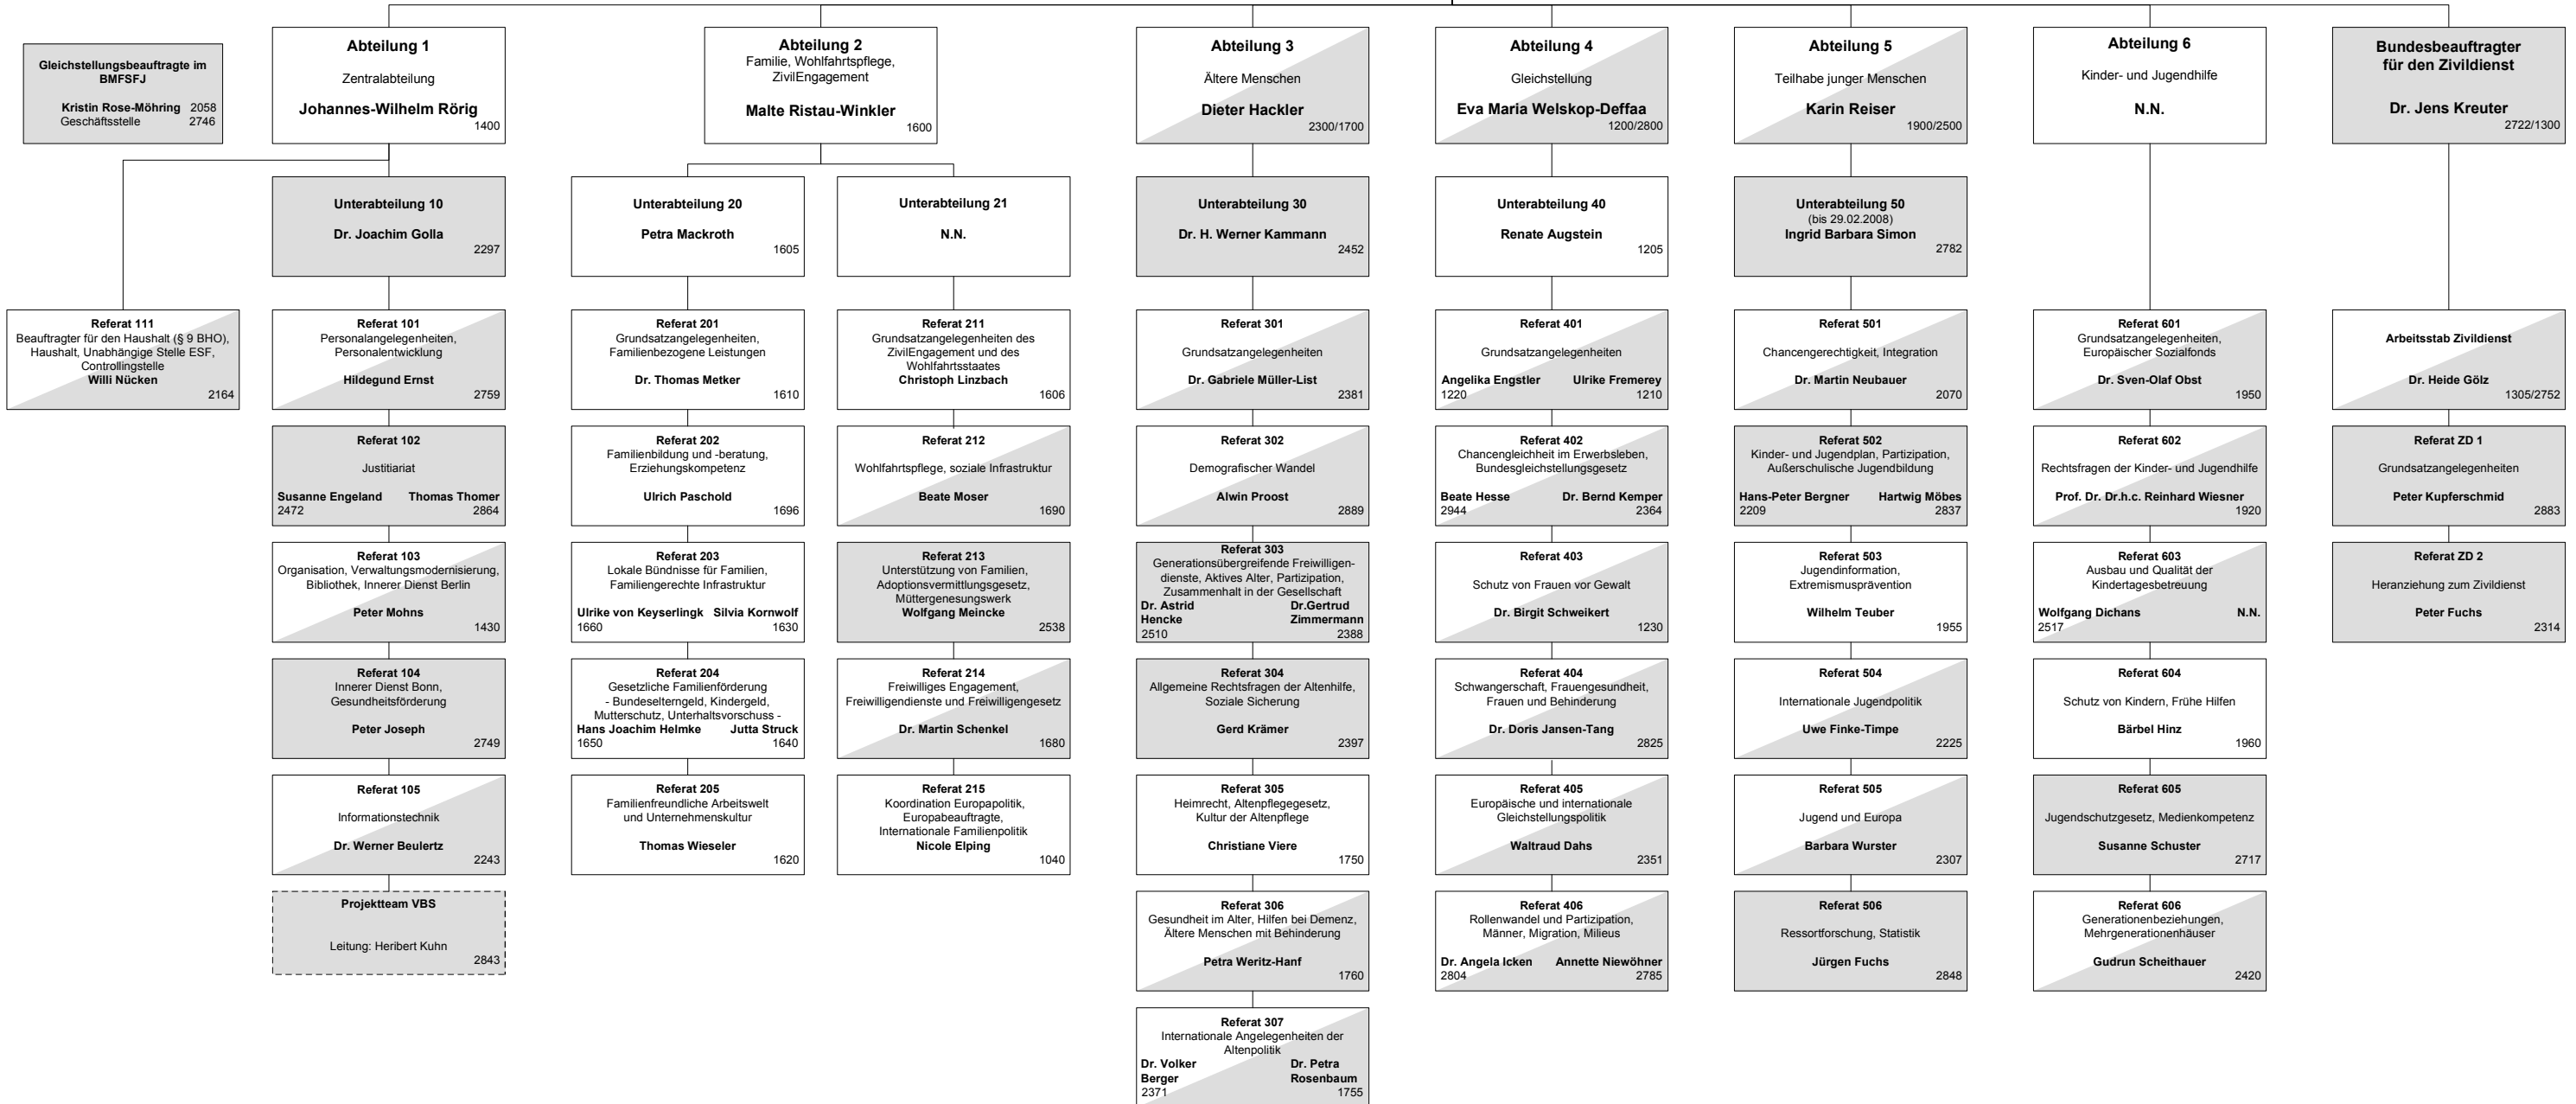 Gleichstellungsbeauftragte im
BMFSFJ
Kristin Rose-Möhring 2058
Geschäftsstelle 2746
Abteilung 1
Zentralabteilung
Johannes-Wilhelm Rörig
1400
Abteilung 2
Familie, Wohlfahrtspflege,
ZivilEngagement
Malte Ristau-Winkler
1600
Abteilung 3
Ältere Menschen
Dieter Hackler
2300/1700
Abteilung 4
Gleichstellung
Eva Maria Welskop-Deffaa
1200/2800
Abteilung 5
Teilhabe junger Menschen
Karin Reiser
1900/2500
Abteilung 6
Kinder- und Jugendhilfe
N.N.
Bundesbeauftragter
für den Zivildienst
Dr. Jens Kreuter
2722/1300
Unterabteilung 10
Dr. Joachim Golla
2297
Unterabteilung 20
Petra Mackroth
1605
Unterabteilung 21
N.N.
Unterabteilung 30
Dr. H. Werner Kammann
2452
Unterabteilung 40
Renate Augstein
1205
Unterabteilung 50
(bis 29.02.2008)
Ingrid Barbara Simon
2782
Referat 111
Beauftragter für den Haushalt (§ 9 BHO),
Haushalt, Unabhängige Stelle ESF,
Controllingstelle
Willi Nücken
2164
Referat 101
Personalangelegenheiten,
Personalentwicklung
Hildegund Ernst
2759
Referat 201
Grundsatzangelegenheiten,
Familienbezogene Leistungen
Dr. Thomas Metker
1610
Referat 211
Grundsatzangelegenheiten des
ZivilEngagement und des
Wohlfahrtsstaates
Christoph Linzbach
1606
Referat 301
Grundsatzangelegenheiten
Dr. Gabriele Müller-List
2381
Referat 401
Grundsatzangelegenheiten
Angelika Engstler Ulrike Fremerey
1220 1210
Referat 501
Chancengerechtigkeit, Integration
Dr. Martin Neubauer
2070
Referat 601
Grundsatzangelegenheiten,
Europäischer Sozialfonds
Dr. Sven-Olaf Obst
1950
Arbeitsstab Zivildienst
Dr. Heide Gölz
1305/2752
Referat 102
Justitiariat
Susanne Engeland Thomas Thomer
2472 2864
Referat 202
Familienbildung und -beratung,
Erziehungskompetenz
Ulrich Paschold
1696
Referat 212
Wohlfahrtspflege, soziale Infrastruktur
Beate Moser
1690
Referat 302
Demografischer Wandel
Alwin Proost
2889
Referat 402
Chancengleichheit im Erwerbsleben,
Bundesgleichstellungsgesetz
Beate Hesse Dr. Bernd Kemper
2944 2364
Referat 502
Kinder- und Jugendplan, Partizipation,
Außerschulische Jugendbildung
Hans-Peter Bergner Hartwig Möbes
2209 2837
Referat 602
Rechtsfragen der Kinder- und Jugendhilfe
Prof. Dr. Dr.h.c. Reinhard Wiesner
1920
Referat ZD 1
Grundsatzangelegenheiten
Peter Kupferschmid
2883
Referat 103
Organisation, Verwaltungsmodernisierung,
Bibliothek, Innerer Dienst Berlin
Peter Mohns
1430
Referat 203
Lokale Bündnisse für Familien,
Familiengerechte Infrastruktur
Ulrike von Keyserlingk Silvia Kornwolf
1660 1630
Referat 213
Unterstützung von Familien,
Adoptionsvermittlungsgesetz,
Müttergenesungswerk
Wolfgang Meincke
2538
Referat 303
Generationsübergreifende Freiwilligen-
dienste, Aktives Alter, Partizipation,
Zusammenhalt in der Gesellschaft
Dr. Astrid Dr.Gertrud
Hencke Zimmermann
2510 2388
Referat 403
Schutz von Frauen vor Gewalt
Dr. Birgit Schweikert
1230
Referat 503
Jugendinformation,
Extremismusprävention
Wilhelm Teuber
1955
Referat 603
Ausbau und Qualität der
Kindertagesbetreuung
Wolfgang Dichans N.N.
2517
Referat ZD 2
Heranziehung zum Zivildienst
Peter Fuchs
2314
Referat 104
Innerer Dienst Bonn,
Gesundheitsförderung
Peter Joseph
2749
Referat 204
Gesetzliche Familienförderung
- Bundeselterngeld, Kindergeld,
Mutterschutz, Unterhaltsvorschuss -
Hans Joachim Helmke Jutta Struck
1650 1640
Referat 214
Freiwilliges Engagement,
Freiwilligendienste und Freiwilligengesetz
Dr. Martin Schenkel
1680
Referat 304
Allgemeine Rechtsfragen der Altenhilfe,
Soziale Sicherung
Gerd Krämer
2397
Referat 404
Schwangerschaft, Frauengesundheit,
Frauen und Behinderung
Dr. Doris Jansen-Tang
2825
Referat 504
Internationale Jugendpolitik
Uwe Finke-Timpe
2225
Referat 604
Schutz von Kindern, Frühe Hilfen
Bärbel Hinz
1960
Referat 105
Informationstechnik
Dr. Werner Beulertz
2243
Referat 205
Familienfreundliche Arbeitswelt
und Unternehmenskultur
Thomas Wieseler
1620
Referat 215
Koordination Europapolitik,
Europabeauftragte,
Internationale Familienpolitik
Nicole Elping
1040
Referat 305
Heimrecht, Altenpflegegesetz,
Kultur der Altenpflege
Christiane Viere
1750
Referat 405
Europäische und internationale
Gleichstellungspolitik
Waltraud Dahs
2351
Referat 505
Jugend und Europa
Barbara Wurster
2307
Referat 605
Jugendschutzgesetz, Medienkompetenz
Susanne Schuster
2717
Projektteam VBS
Leitung: Heribert Kuhn
2843
Referat 306
Gesundheit im Alter, Hilfen bei Demenz,
Ältere Menschen mit Behinderung
Petra Weritz-Hanf
1760
Referat 406
Rollenwandel und Partizipation,
Männer, Migration, Milieus
Dr. Angela Icken Annette Niewöhner
2804 2785
Referat 506
Ressortforschung, Statistik
Jürgen Fuchs
2848
Referat 606
Generationenbeziehungen,
Mehrgenerationenhäuser
Gudrun Scheithauer
2420
Referat 307
Internationale Angelegenheiten der
Altenpolitik
Dr. Volker Dr. Petra
Berger Rosenbaum
2371 1755